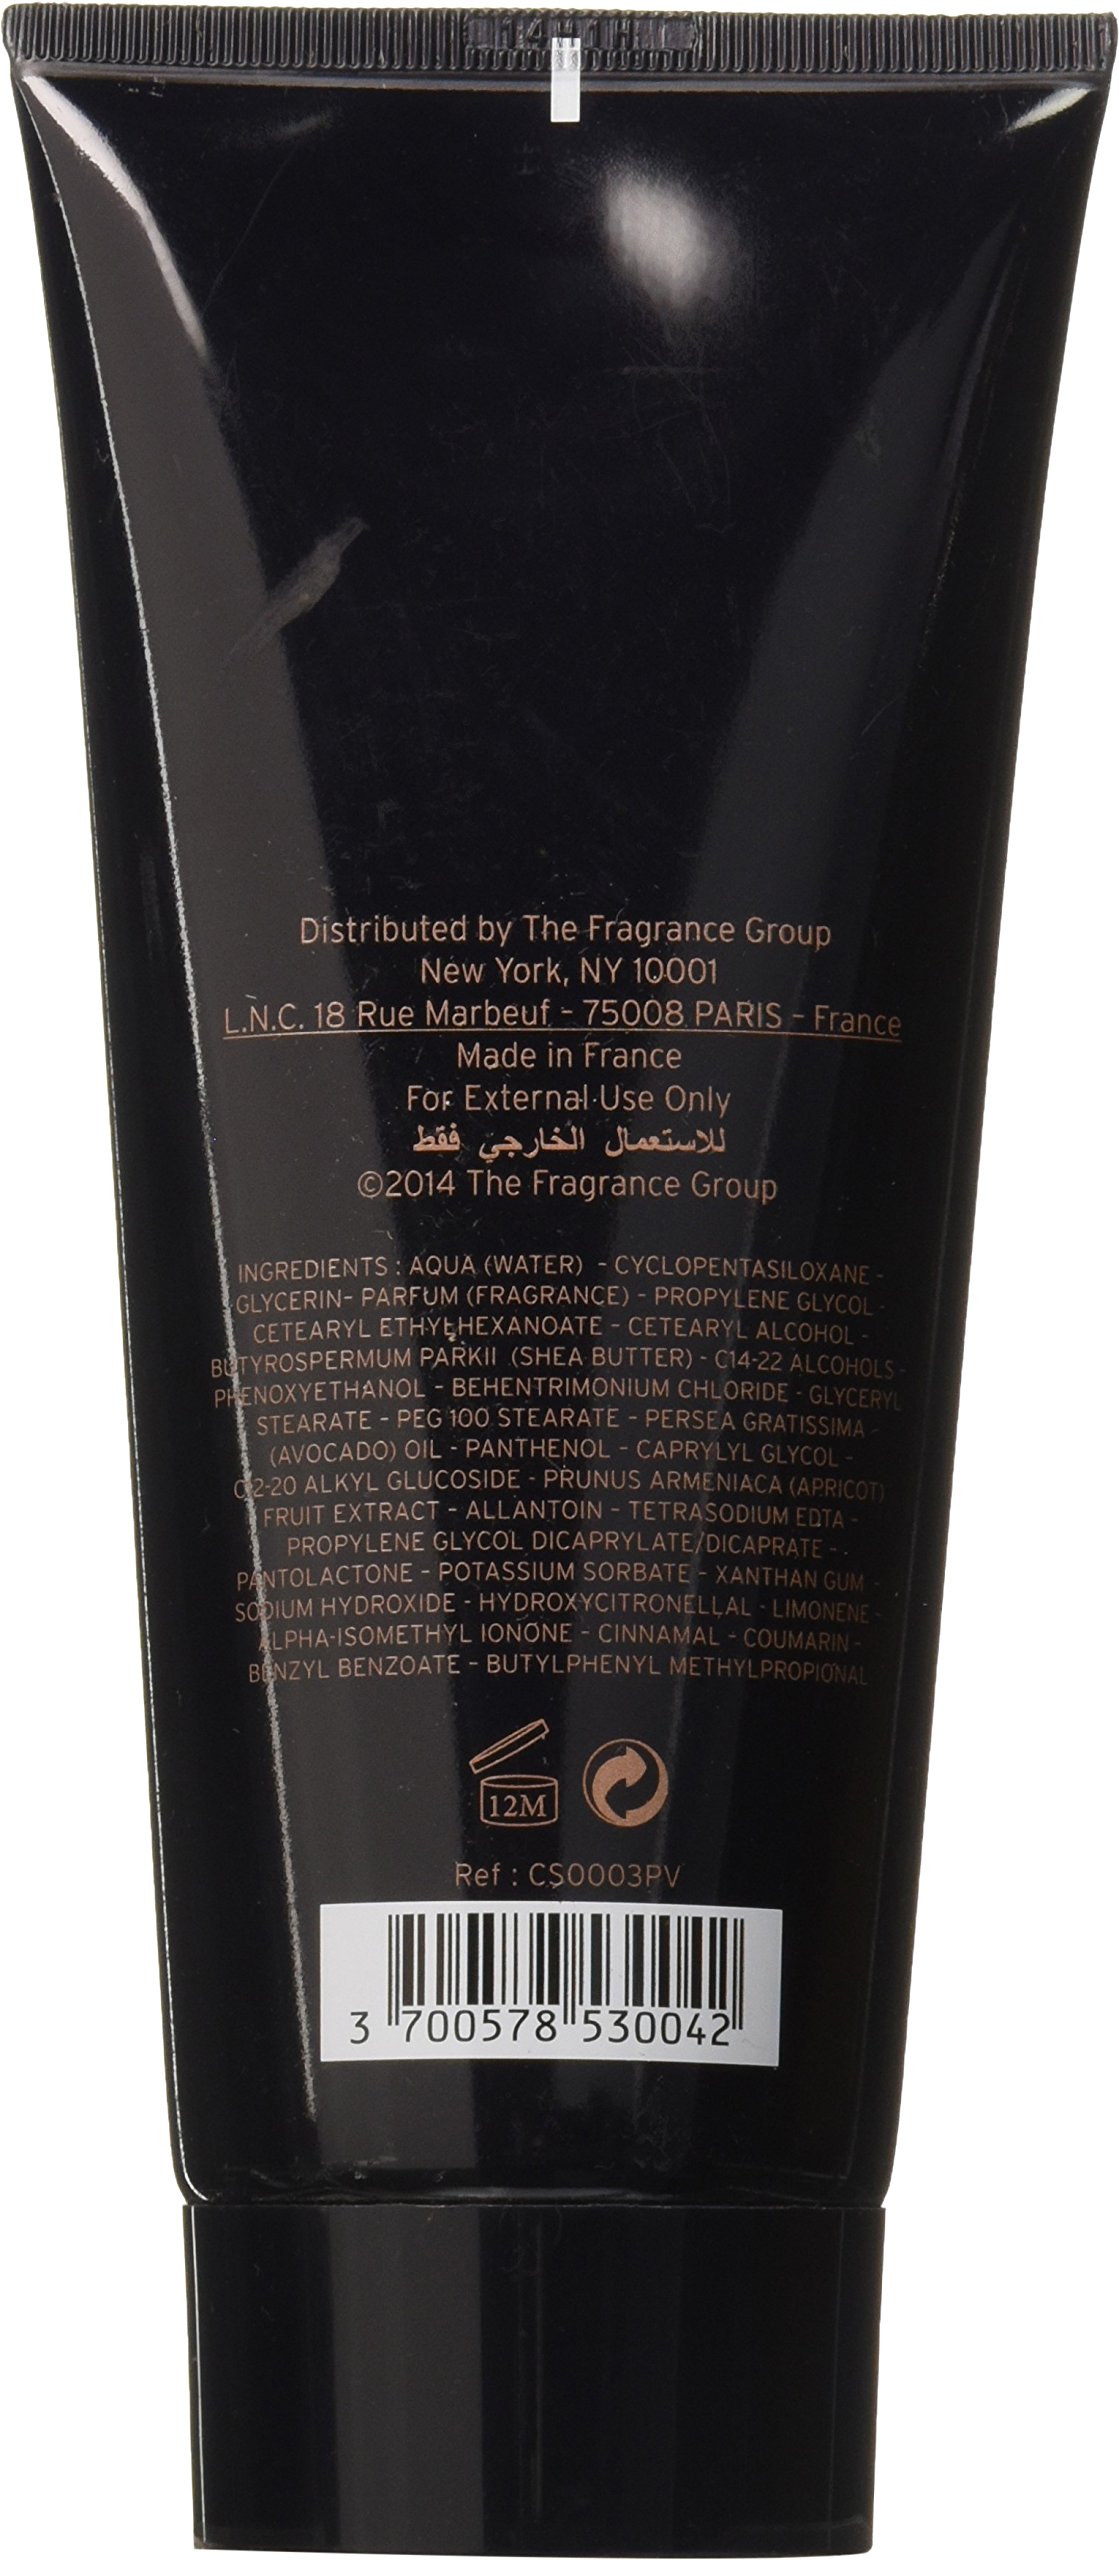 Distributed by The Fragrance Group
New York, NY 10001
L.N.C. 18 Rue Marbeuf - 75008 PARIS - France
Made in France
For External Use Only
للاستعمال الخارجي فقط
©2014 The Fragrance Group
INGREDIENTS : AQUA (WATER) - CYCLOPENTASILOXANE -
GLYCERIN- PARFUM (FRAGRANCE) - PROPYLENE GLYCOL -
CETEARYL ETHYLHEXANOATE - CETEARYL ALCOHOL -
BUTYROSPERMUM PARKII (SHEA BUTTER) - C14-22 ALCOHOLS -
PHENOXYETHANOL - BEHENTRIMONIUM CHLORIDE - GLYCERYL
STEARATE - PEG 100 STEARATE - PERSEA GRATISSIMA
(AVOCADO) OIL - PANTHENOL - CAPRYLYL GLYCOL -
C12-20 ALKYL GLUCOSIDE - PRUNUS ARMENIACA (APRICOT)
FRUIT EXTRACT - ALLANTOIN - TETRASODIUM EDTA -
PROPYLENE GLYCOL DICAPRYLATE/DICAPRATE -
PANTOLACTONE - POTASSIUM SORBATE - XANTHAN GUM -
SODIUM HYDROXIDE - HYDROXYCITRONELLAL - LIMONENE -
ALPHA-ISOMETHYL IONONE - CINNAMAL - COUMARIN -
BENZYL BENZOATE - BUTYLPHENYL METHYLPROPIONAL
12M
Ref : CS0003PV
3 700578 530042